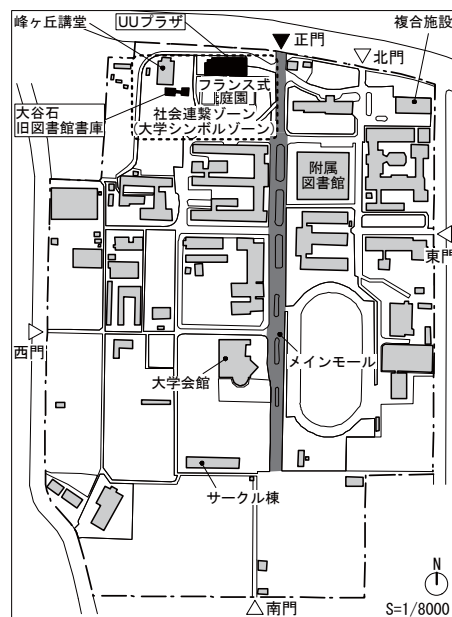 峰ヶ丘講堂
UUプラザ
正門
複合施設
北門
大谷石
旧図書館書庫
フランス式
庭園
社会連繋ゾーン
(大学シンボルゾーン)
附属
図書館
東門
西門
メインモール
大学会館
サークル棟
南門
N
S=1/8000